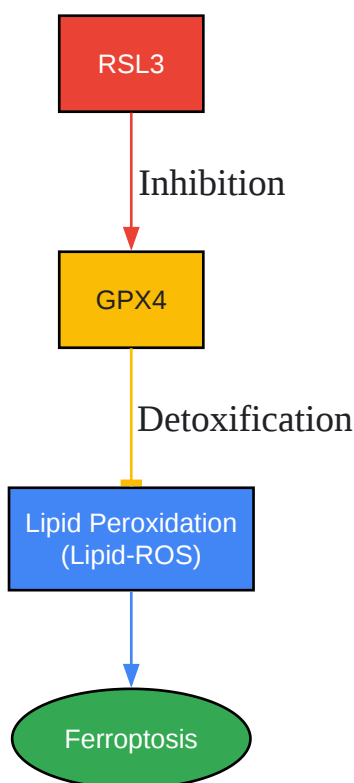 RSL3
Inhibition
GPX4
Detoxification
Lipid Peroxidation
(Lipid-ROS)
Ferroptosis